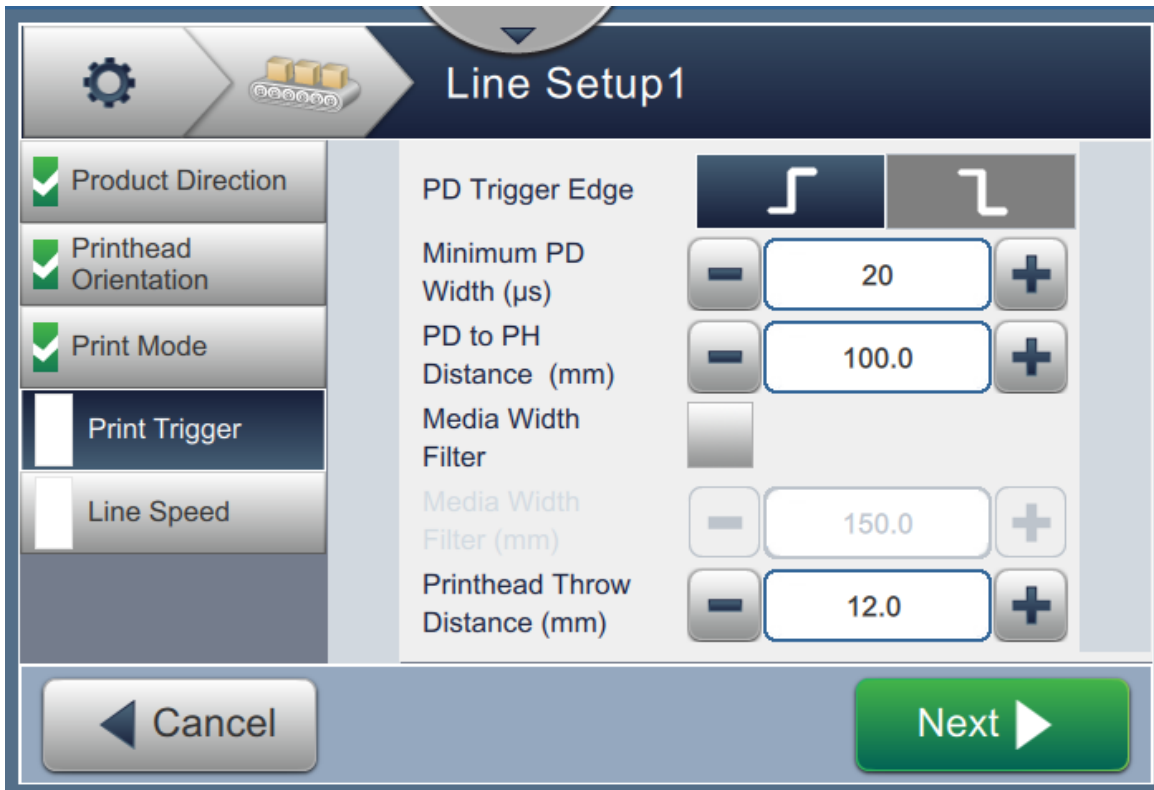 Line Setup1
Product Direction
Printhead
Orientation
Print Mode
Print Trigger
Line Speed
PD Trigger Edge
Minimum PD
Width (µs)
20
PD to PH
Distance (mm)
100.0
Media Width
Filter
Media Width
Filter (mm)
150.0
Printhead Throw
Distance (mm)
12.0
Cancel
Next